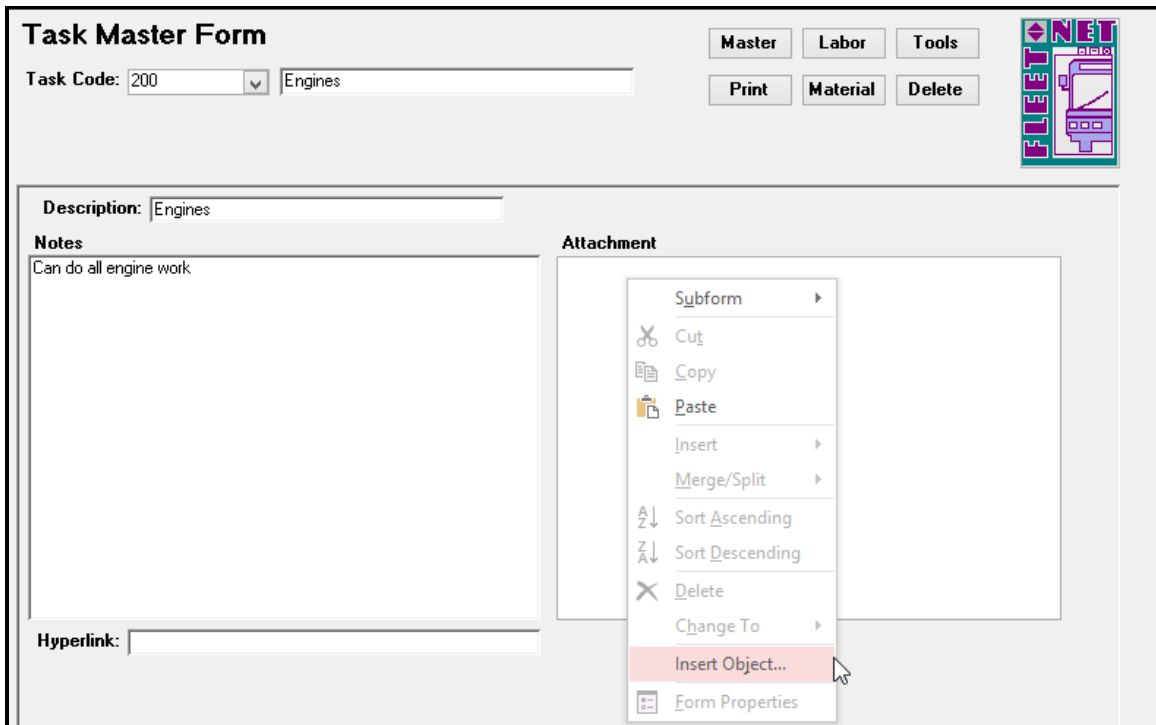 Task Master Form
Master Labor Tools
Task Code: 200 Engines
Print Material Delete
FLEET NET
Description: Engines
Notes
Can do all engine work
Attachment
Subform
Cut
Copy
Paste
Insert
Merge/Split
Sort Ascending
Sort Descending
Delete
Change To
Insert Object...
Form Properties
Hyperlink: